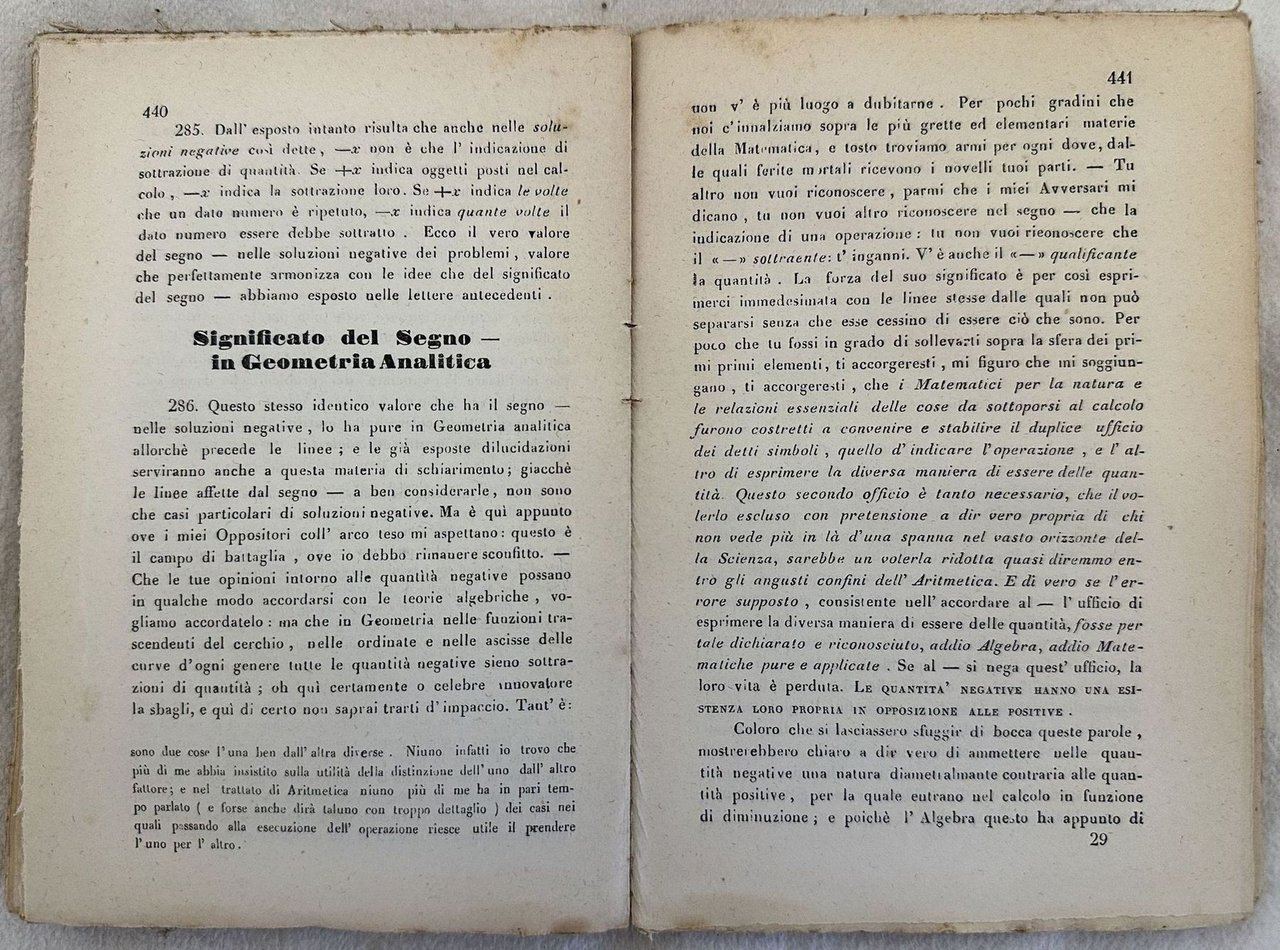 440
285. Dall' esposto intanto risulta che anche nelle solu-
zioni negative così dette, —x non è che l' indicazione di
sottrazione di quantità. Se +x indica oggetti posti nel cal-
colo, —x indica la sottrazione loro. Se +x indica le volte
che un dato numero è ripetuto, —x indica quante volte il
dato numero essere debbe sottratto . Ecco il vero valore
del segno — nelle soluzioni negative dei problemi, valore
che perfettamente armonizza con le idee che del significato
del segno — abbiamo esposto nelle lettere antecedenti .
Significato del Segno —
in Geometria Analitica
286. Questo stesso identico valore che ha il segno —
nelle soluzioni negative, lo ha pure in Geometria analitica
allorchè precede le linee; e le già esposte dilucidazioni
serviranno anche a questa materia di schiarimento; giacchè
le linee affette dal segno — a ben considerarle, non sono
che casi particolari di soluzioni negative. Ma è quì appunto
ove i miei Oppositori coll' arco teso mi aspettano: questo è
il campo di battaglia, ove io debbo rimanere sconfitto. —
Che le tue opinioni intorno alle quantità negative possano
in qualche modo accordarsi con le teorie algebriche , vo-
gliamo accordatelo : ma che in Geometria nelle funzioni tra-
scendenti del cerchio, nelle ordinate e nelle ascisse delle
curve d'ogni genere tutte le quantità negative sieno sottra-
zioni di quantità; oh quì certamente o celebre innovatore
la sbagli, e quì di certo non saprai trarti d' impaccio. Tant' è:
sono due cose l'una ben dall' altra diverse . Niuno infatti io trovo che
più di me abbia insistito sulla utilità della distinzione dell' uno dall' altro
fattore; e nel trattato di Aritmetica niuno più di me ha in pari tem-
po parlato ( e forse anche dirà taluno con troppo dettaglio ) dei casi nei
quali passando alla esecuzione dell' operazione riesce utile il prendere
l' uno per l' altro.
441
non v' è più luogo a dubitarne . Per pochi gradini che
noi c'innalziamo sopra le più grette ed elementari materie
della Matematica, e tosto troviamo armi per ogni dove, dal-
le quali ferite mortali ricevono i novelli tuoi parti. — Tu
altro non vuoi riconoscere, parmi che i miei Avversari mi
dicano, tu non vuoi altro riconoscere nel segno — che la
indicazione di una operazione: tu non vuoi rieonoscere che
il « — » sottraente: t' inganni. V' è anche il « — » qualificante
la quantità . La forza del suo significato è per così espri-
merci immedesimata con le linee stesse dalle quali non può
separarsi senza che esse cessino di essere ciò che sono. Per
poco che tu fossi in grado di sollevarti sopra la sfera dei pri-
mi primi elementi, ti accorgeresti, mi figuro che mi soggiun-
gano , ti accorgeresti , che i Matematici per la natura e
le relazioni essenziali delle cose da sottoporsi al calcolo
furono costretti a convenire e stabilire il duplice ufficio
dei detti simboli , quello d' indicare l'operazione , e l' al-
tro di esprimere la diversa maniera di essere delle quan-
tità. Questo secondo officio è tanto necessario, che il vo-
lerlo escluso con pretensione a dir vero propria di chi
non vede più in là d'una spanna nel vasto orizzonte del-
la Scienza, sarebbe un volerla ridotta quasi diremmo en-
tro gli angusti confini dell' Aritmetica. E di vero se l' er-
rore supposto , consistente nell' accordare al — l' ufficio di
esprimere la diversa maniera di essere delle quantità, fosse per
tale dichiarato e riconosciuto, addio Algebra, addio Mate-
matiche pure e applicate . Se al — si nega quest' ufficio, la
loro vita è perduta. LE QUANTITA' NEGATIVE HANNO UNA ESI-
STENZA LORO PROPRIA IN OPPOSIZIONE ALLE POSITIVE .
Coloro che si lasciassero sfuggir di bocca queste parole ,
mostrerebbero chiaro a dir vero di ammettere nelle quan-
tità negative una natura diametralmante contraria alle quan-
tità positive, per la quale entrano nel calcolo in funzione
di diminuzione; e poichè l' Algebra questo ha appunto di
29